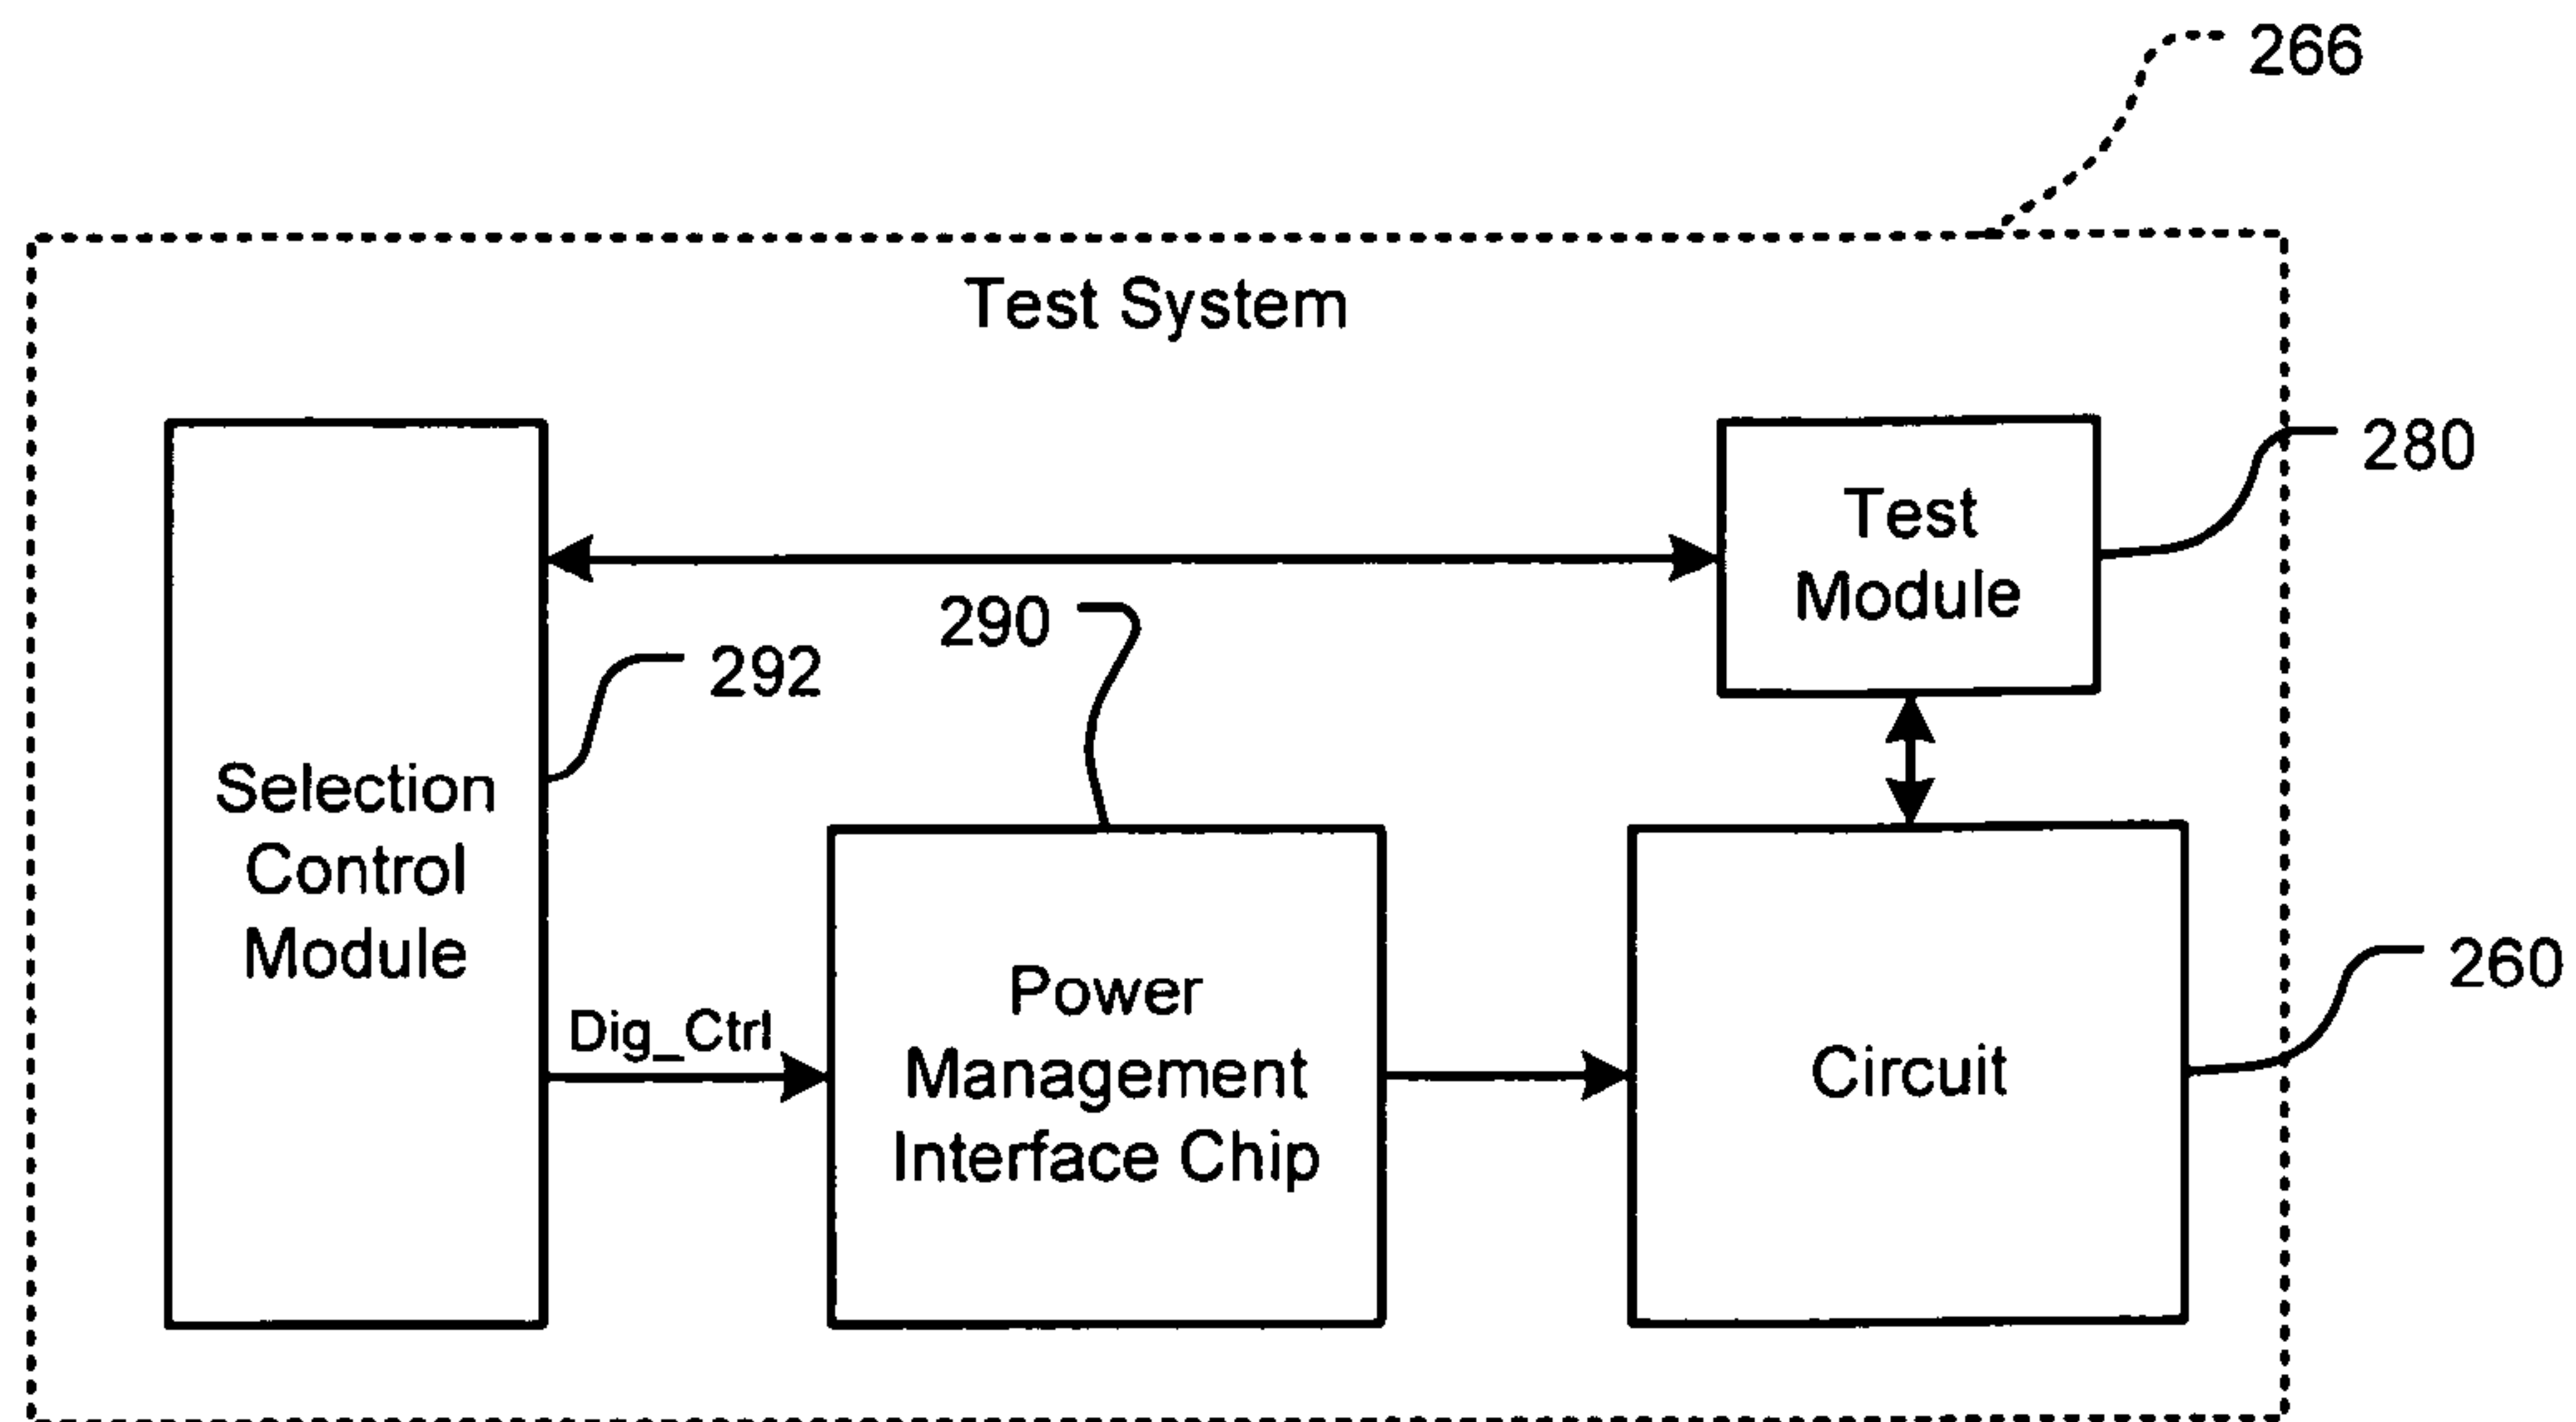 266
Test System
280
Test
Module
290
292
Selection
Control
Module
Dig_Ctrl
Power
Management
Interface Chip
Circuit
260